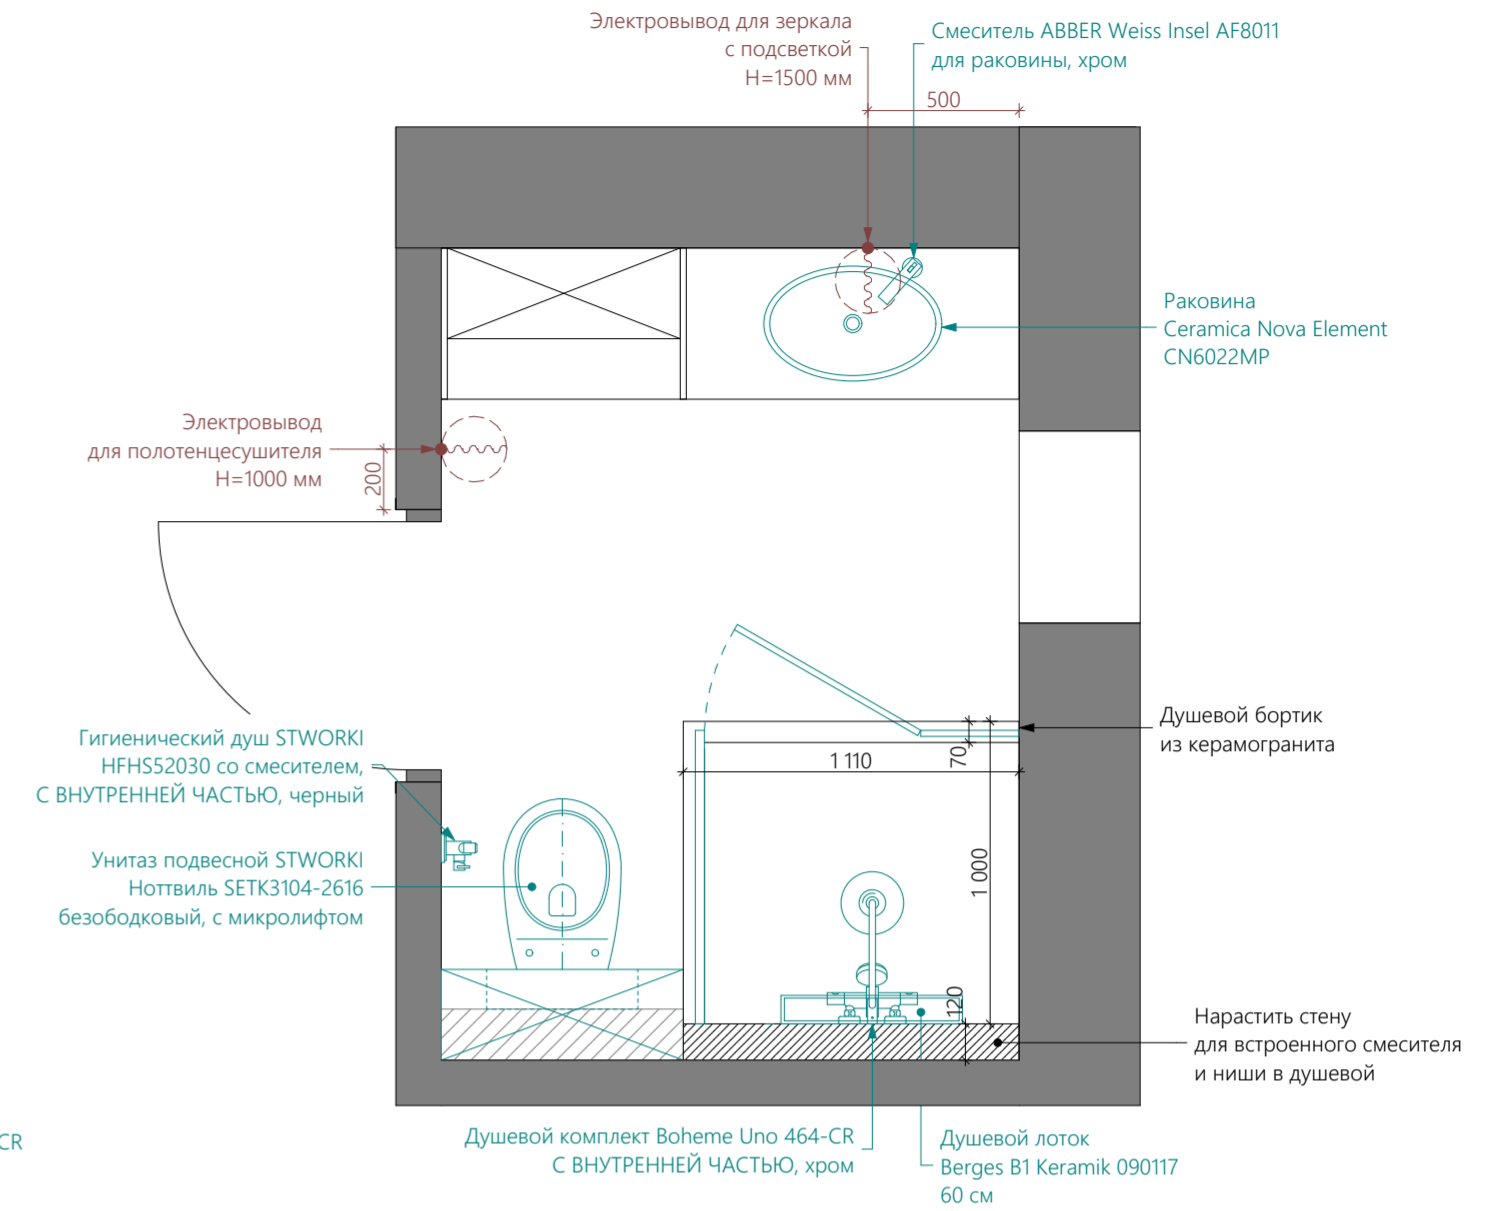 Электровывод для зеркала
с подсветкой
H=1500 мм
Смеситель ABBER Weiss Insel AF8011
для раковины, хром
500
Раковина
Ceramica Nova Element
CN6022MP
Электровывод
для полотенцесушителя
H=1000 мм
200
Душевой бортик
из керамогранита
70
1 110
Гигиенический душ STWORKI
HFHS52030 со смесителем,
С ВНУТРЕННЕЙ ЧАСТЬЮ, черный
Унитаз подвесной STWORKI
Ноттвиль SETK3104-2616
безободковый, с микролифтом
1 000
120
Нарастить стену
для встроенного смесителя
и ниши в душевой
CR
Душевой комплект Boheme Uno 464-CR
С ВНУТРЕННЕЙ ЧАСТЬЮ, хром
Душевой лоток
Berges B1 Keramik 090117
60 см